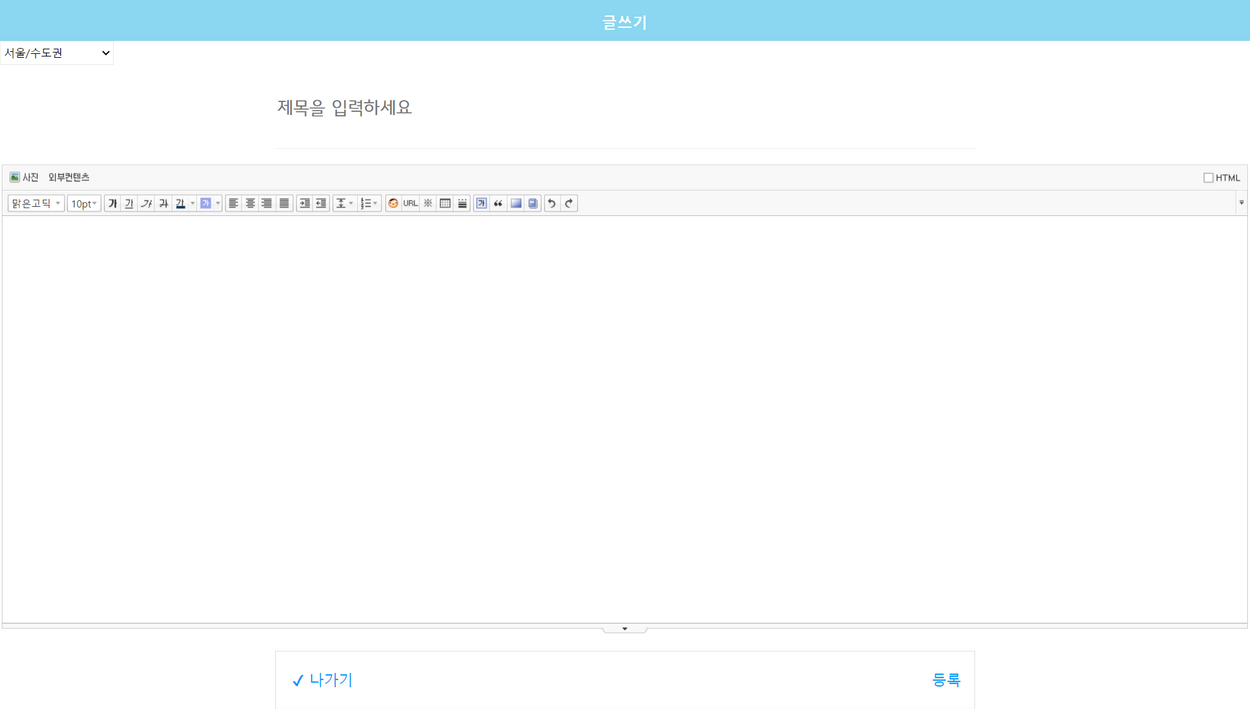 글쓰기
서울/수도권
제목을 입력하세요
사진 외부컨텐츠 HTML
맑은고딕 10pt 가 가 가 가 가 가 URL ※ 가 “
✓ 나가기 등록